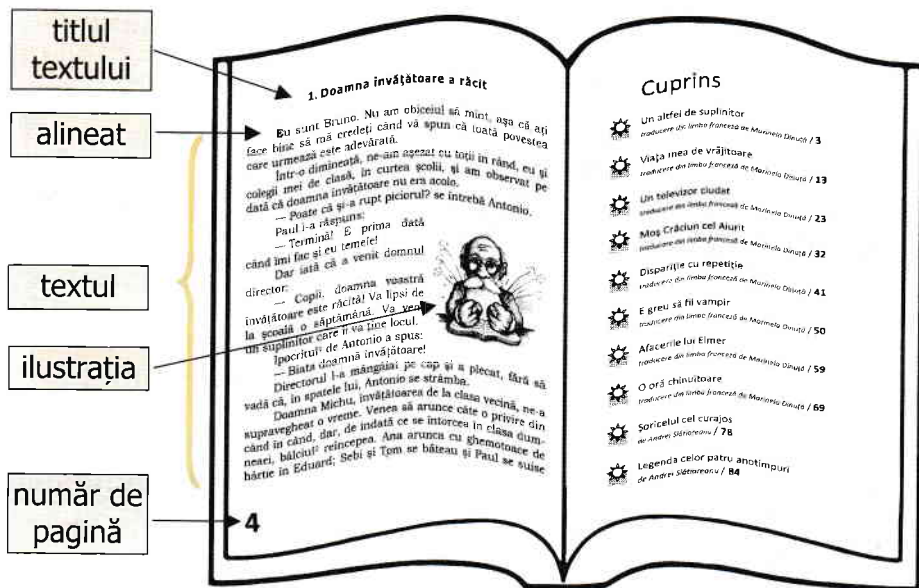 titlul
textului
alineat
textul
ilustrația
număr de
pagină
1. Doamna învățătoare a răcit
Eu sunt Bruno. Nu am obiceiul să mint, așa că ați
face bine să mă credeți când vă spun că toată povestea
care urmează este adevărată.
Într-o dimineață, ne-am așezat cu toții în rând, eu și
colegii mei de clasă, în curtea școlii, și am observat pe
dată că doamna învățătoare nu era acolo.
— Poate că și-a rupt piciorul? se întrebă Antonio.
Paul i-a răspuns:
— Termină! E prima dată
când îmi fac și eu temele!
Dar iată că a venit domnul
director:
— Copii, doamna voastră
învățătoare este răcită! Va lipsi de
la școală o săptămână. Va veni
un suplinitor care îi va ține locul.
Ipocritul¹ de Antonio a spus:
— Biata doamnă învățătoare!
Directorul l-a mângâiat pe cap și a plecat, fără să
vadă că, în spatele lui, Antonio se strâmba.
Doamna Michu, învățătoarea de la clasa vecină, ne-a
supravegheat o vreme. Venea să arunce câte o privire din
când în când, dar, de îndată ce se întorcea în clasa dum-
neaei, bâlciul² reîncepea. Ana arunca cu ghemotoace de
hârtie în Eduard; Sebi și Tom se băteau și Paul se suise
4
Cuprins
Un altfel de suplinitor
traducere din limba franceză de Marinela Dinuță / 3
Viața mea de vrăjitoare
traducere din limba franceză de Marinela Dinuță / 13
Un televizor ciudat
traducere din limba franceză de Marinela Dinuță / 23
Moș Crăciun cel Aiurit
traducere din limba franceză de Marinela Dinuță / 32
Dispariție cu repetiție
traducere din limba franceză de Marinela Dinuță / 41
E greu să fii vampir
traducere din limba franceză de Marinela Dinuță / 50
Afacerile lui Elmer
traducere din limba franceză de Marinela Dinuță / 59
O oră chinuitoare
traducere din limba franceză de Marinela Dinuță / 69
Șoricelul cel curajos
de Andrei Slătioreanu / 78
Legenda celor patru anotimpuri
de Andrei Slătioreanu / 84